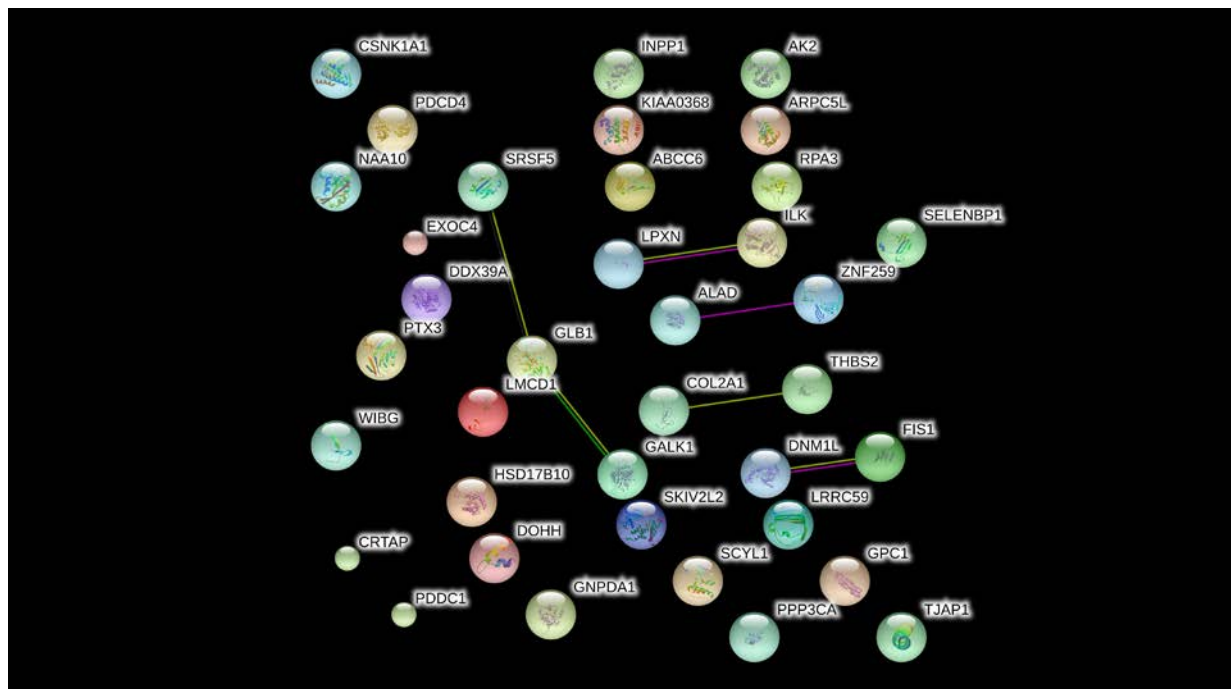 CSNK1A1
INPP1
AK2
PDCD4
KIAA0368
ARPC5L
NAA10
SRSF5
ABCC6
RPA3
EXOC4
LPXN
ILK
SELENBP1
DDX39A
ALAD
ZNF259
PTX3
GLB1
LMCD1
COL2A1
THBS2
WIBG
GALK1
DNM1L
FIS1
HSD17B10
SKIV2L2
LRRC59
CRTAP
DOHH
SCYL1
GPC1
PDDC1
GNPDA1
PPP3CA
TJAP1